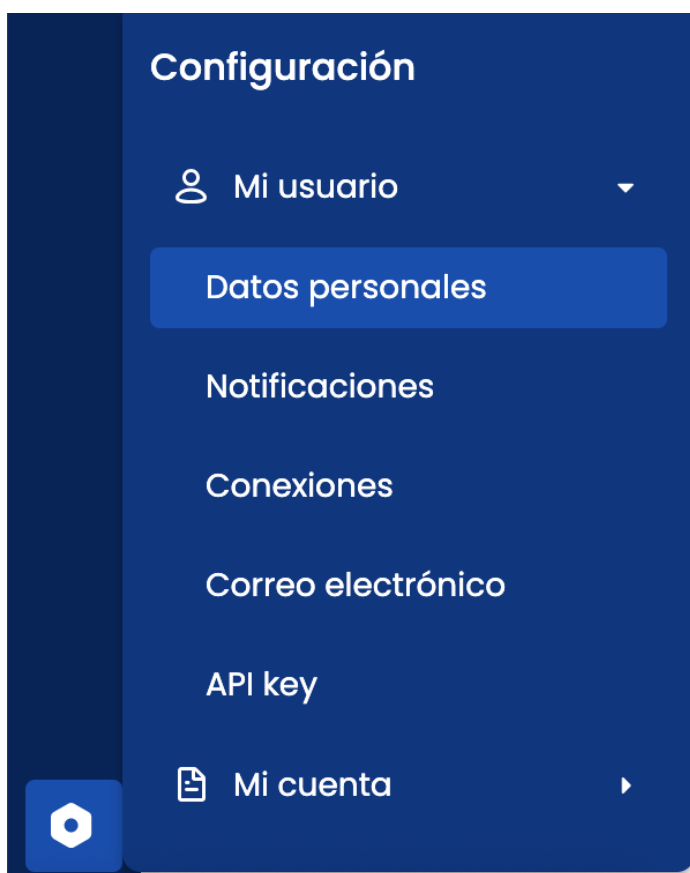 Configuración
Mi usuario
Datos personales
Notificaciones
Conexiones
Correo electrónico
API key
Mi cuenta